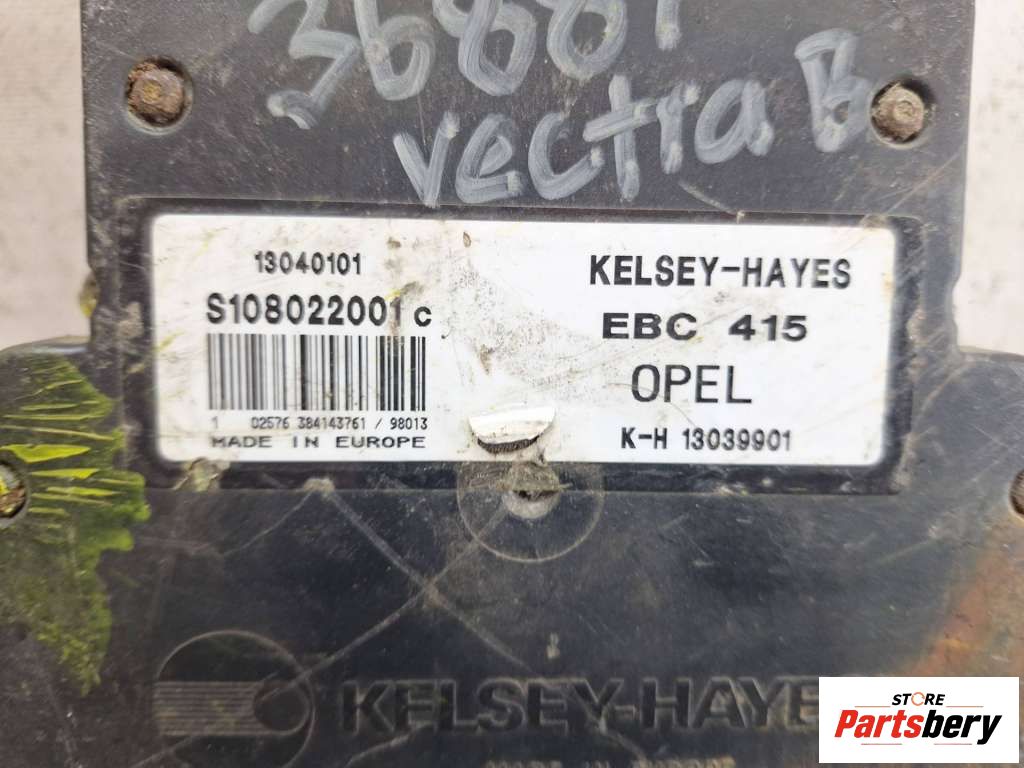 vectra B
13040101
S108022001 c
1 02576 384143761 / 98013
MADE IN EUROPE
KELSEY-HAYES
EBC 415
OPEL
K-H 13039901
KELSEY-HAYES
STORE
Partsbery